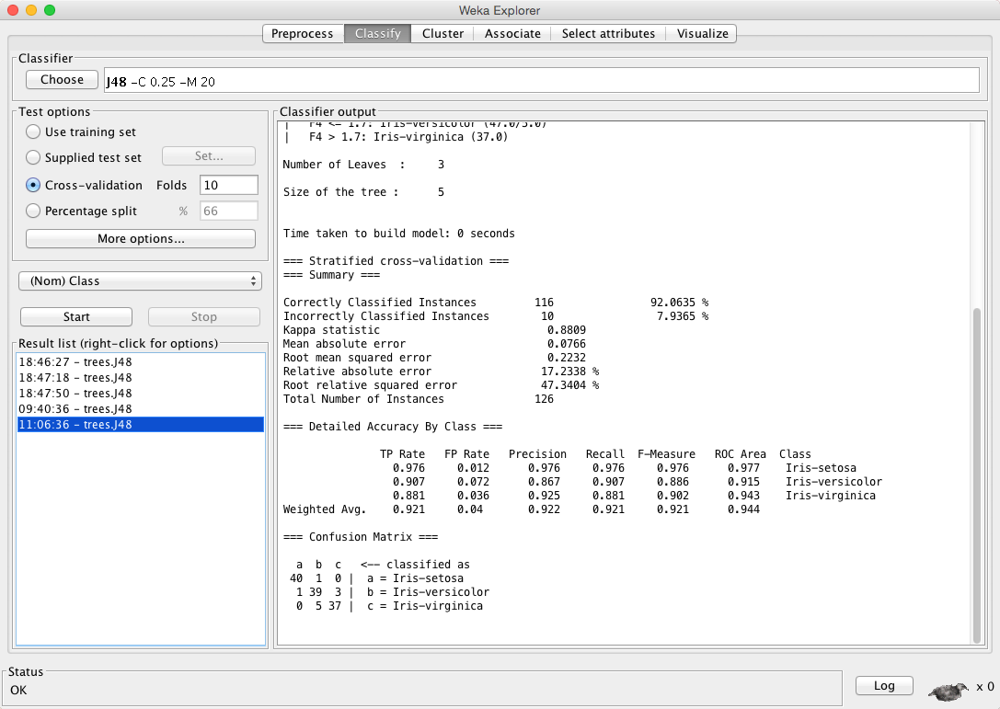 Weka Explorer
Preprocess Classify Cluster Associate Select attributes Visualize
Classifier
Choose J48 -C 0.25 -M 20
Test options
Use training set
Supplied test set Set...
Cross-validation Folds 10
Percentage split % 66
More options...
(Nom) Class
Start Stop
Result list (right-click for options)
18:46:27 - trees.J48
18:47:18 - trees.J48
18:47:50 - trees.J48
09:40:36 - trees.J48
11:06:36 - trees.J48
Classifier output
|   F4 <= 1.7: Iris-versicolor (47.0/5.0)
|   F4 > 1.7: Iris-virginica (37.0)
Number of Leaves  :     3
Size of the tree :      5
Time taken to build model: 0 seconds
=== Stratified cross-validation ===
=== Summary ===
Correctly Classified Instances         116               92.0635 %
Incorrectly Classified Instances        10                7.9365 %
Kappa statistic                          0.8809
Mean absolute error                      0.0766
Root mean squared error                  0.2232
Relative absolute error                 17.2338 %
Root relative squared error             47.3404 %
Total Number of Instances              126
=== Detailed Accuracy By Class ===
TP Rate   FP Rate   Precision   Recall  F-Measure   ROC Area  Class
0.976     0.012      0.976     0.976     0.976      0.977    Iris-setosa
0.907     0.072      0.867     0.907     0.886      0.915    Iris-versicolor
0.881     0.036      0.925     0.881     0.902      0.943    Iris-virginica
Weighted Avg.    0.921     0.04       0.922     0.921     0.921      0.944
=== Confusion Matrix ===
a  b  c   <-- classified as
40  1  0 |  a = Iris-setosa
1 39  3 |  b = Iris-versicolor
0  5 37 |  c = Iris-virginica
Status
OK
Log x 0